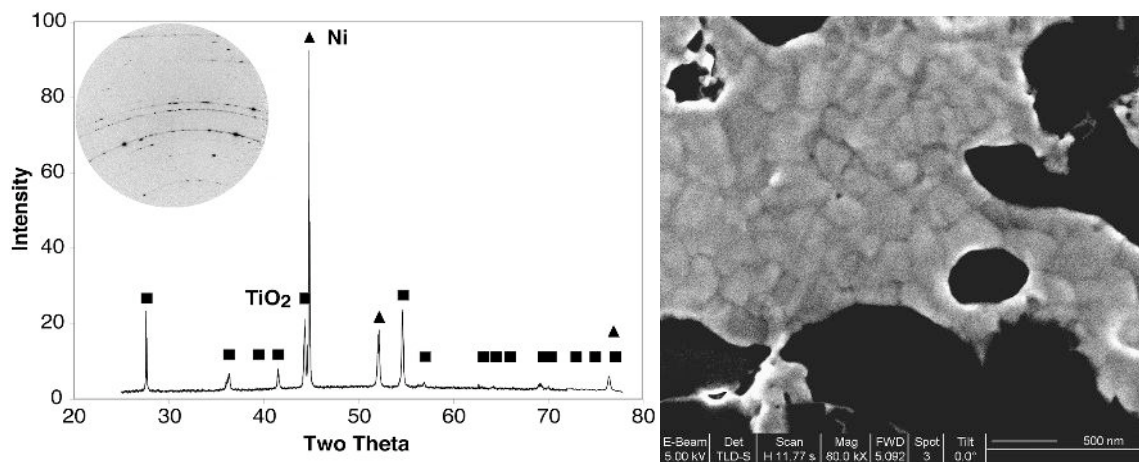 100
80
60
40
20
0
Intensity
Ni
TiO2
20
30
40
50
60
70
80
Two Theta
E-Beam Det Scan Mag FWD Spot Tilt
5.00 kV TLD-S H 11.77 s 80.0 kX 5.092 3 0.0° 500 nm